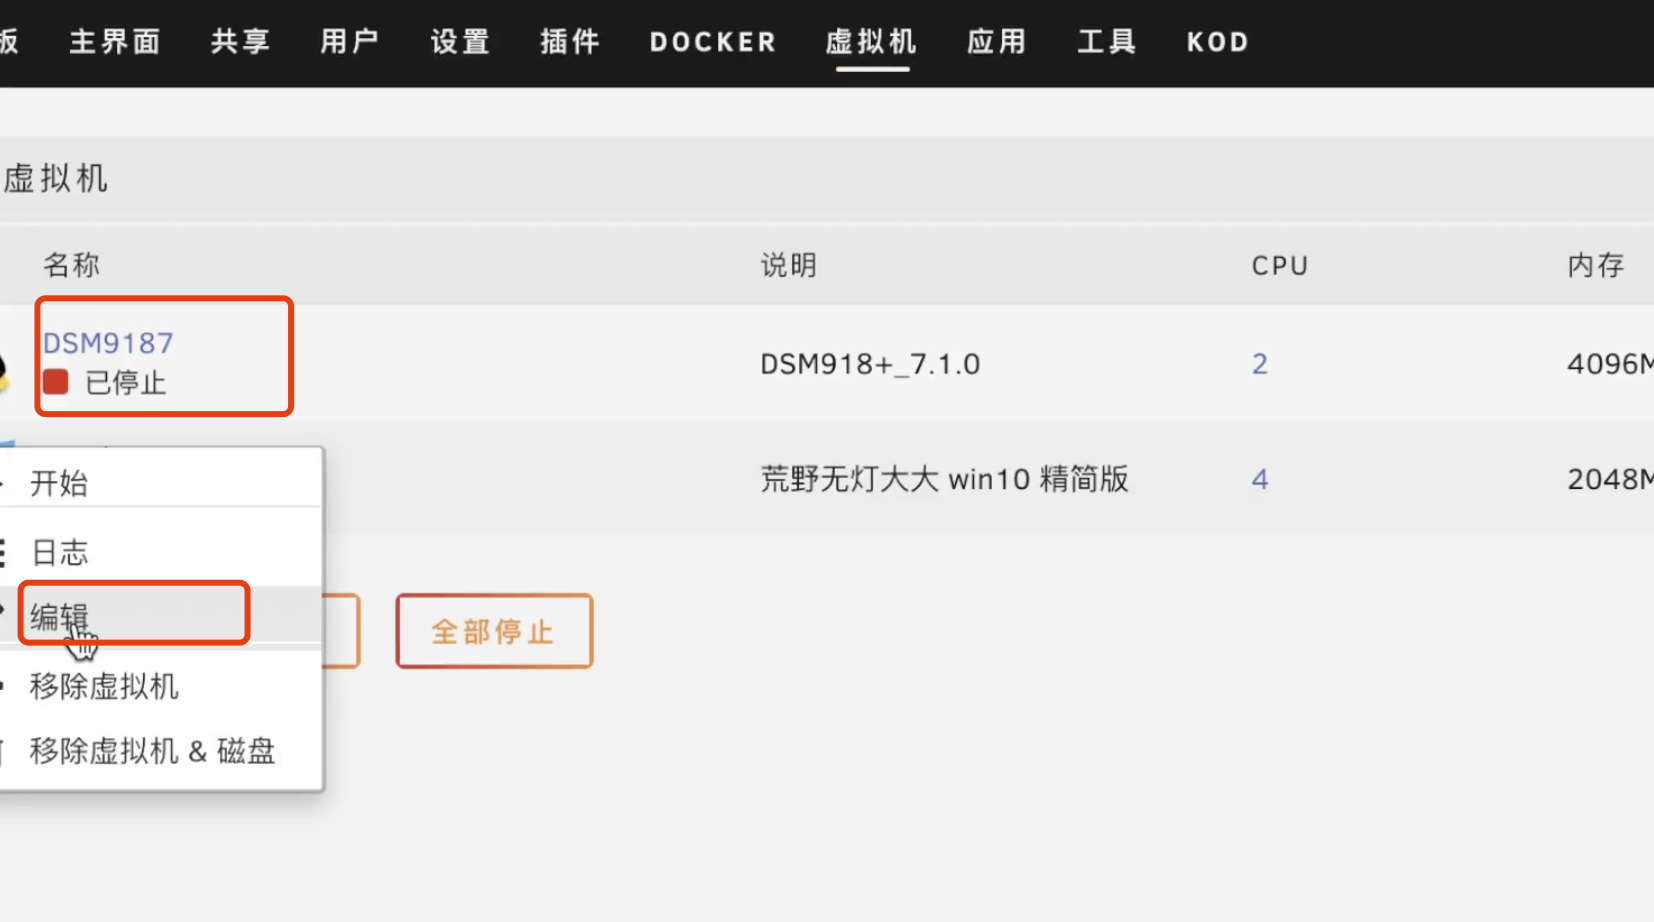 板 主界面 共享 用户 设置 插件 DOCKER 虚拟机 应用 工具 KOD
虚拟机
名称 说明 CPU 内存
DSM9187
已停止
DSM918+_7.1.0 2 4096M
荒野无灯大大 win10 精简版 4 2048M
开始
日志
编辑
移除虚拟机
移除虚拟机 & 磁盘
全部停止